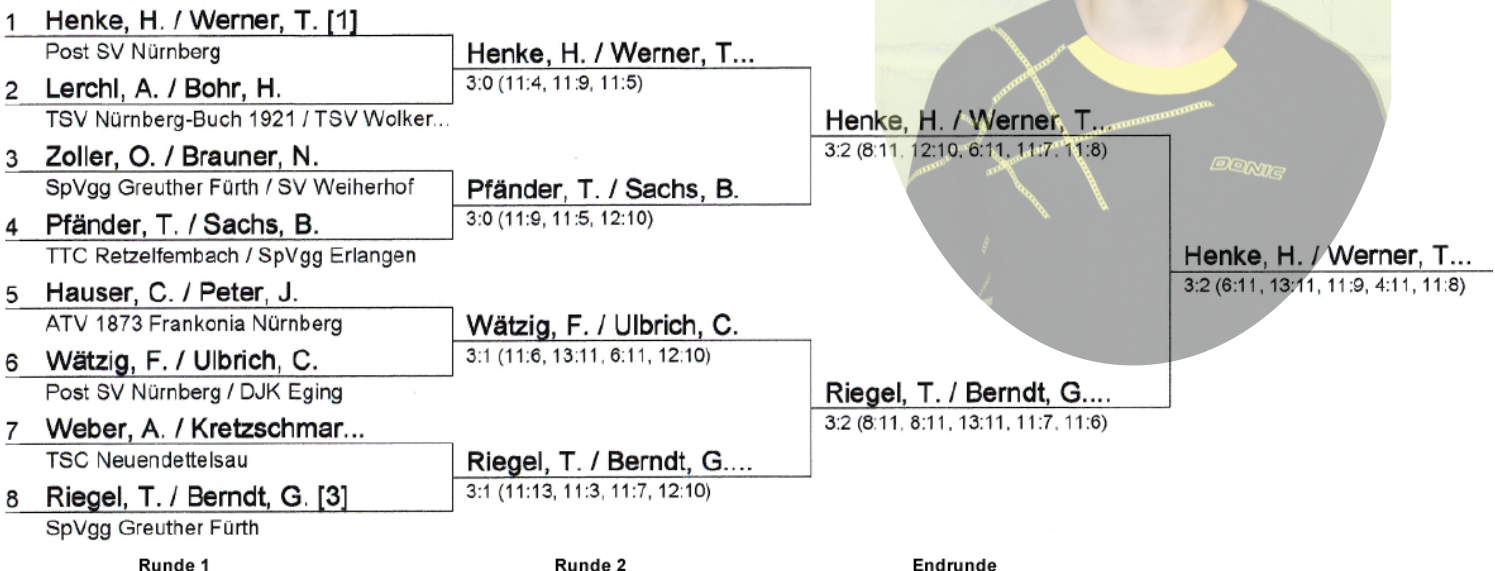 1 Henke, H. / Werner, T. [1]
Post SV Nürnberg
2 Lerchl, A. / Bohr, H.
TSV Nürnberg-Buch 1921 / TSV Wolker...
3 Zoller, O. / Brauner, N.
SpVgg Greuther Fürth / SV Weiherhof
4 Pfänder, T. / Sachs, B.
TTC Retzelfembach / SpVgg Erlangen
5 Hauser, C. / Peter, J.
ATV 1873 Frankonia Nürnberg
6 Wätzig, F. / Ulbrich, C.
Post SV Nürnberg / DJK Eging
7 Weber, A. / Kretzschmar...
TSC Neuendettelsau
8 Riegel, T. / Berndt, G. [3]
SpVgg Greuther Fürth
Runde 1
Henke, H. / Werner, T...
3:0 (11:4, 11:9, 11:5)
Pfänder, T. / Sachs, B.
3:0 (11:9, 11:5, 12:10)
Wätzig, F. / Ulbrich, C.
3:1 (11:6, 13:11, 6:11, 12:10)
Riegel, T. / Berndt, G....
3:1 (11:13, 11:3, 11:7, 12:10)
Runde 2
Henke, H. / Werner, T...
3:2 (8:11, 12:10, 6:11, 11:7, 11:8)
Riegel, T. / Berndt, G....
3:2 (8:11, 8:11, 13:11, 11:7, 11:6)
Endrunde
Henke, H. / Werner, T...
3:2 (6:11, 13:11, 11:9, 4:11, 11:8)
DONIC